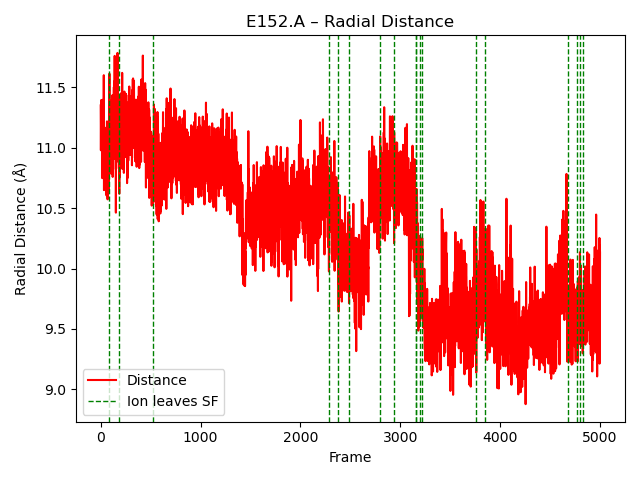 E152.A – Radial Distance
Radial Distance (Å)
11.5
11.0
10.5
10.0
9.5
9.0
Distance
Ion leaves SF
0
1000
2000
3000
4000
5000
Frame